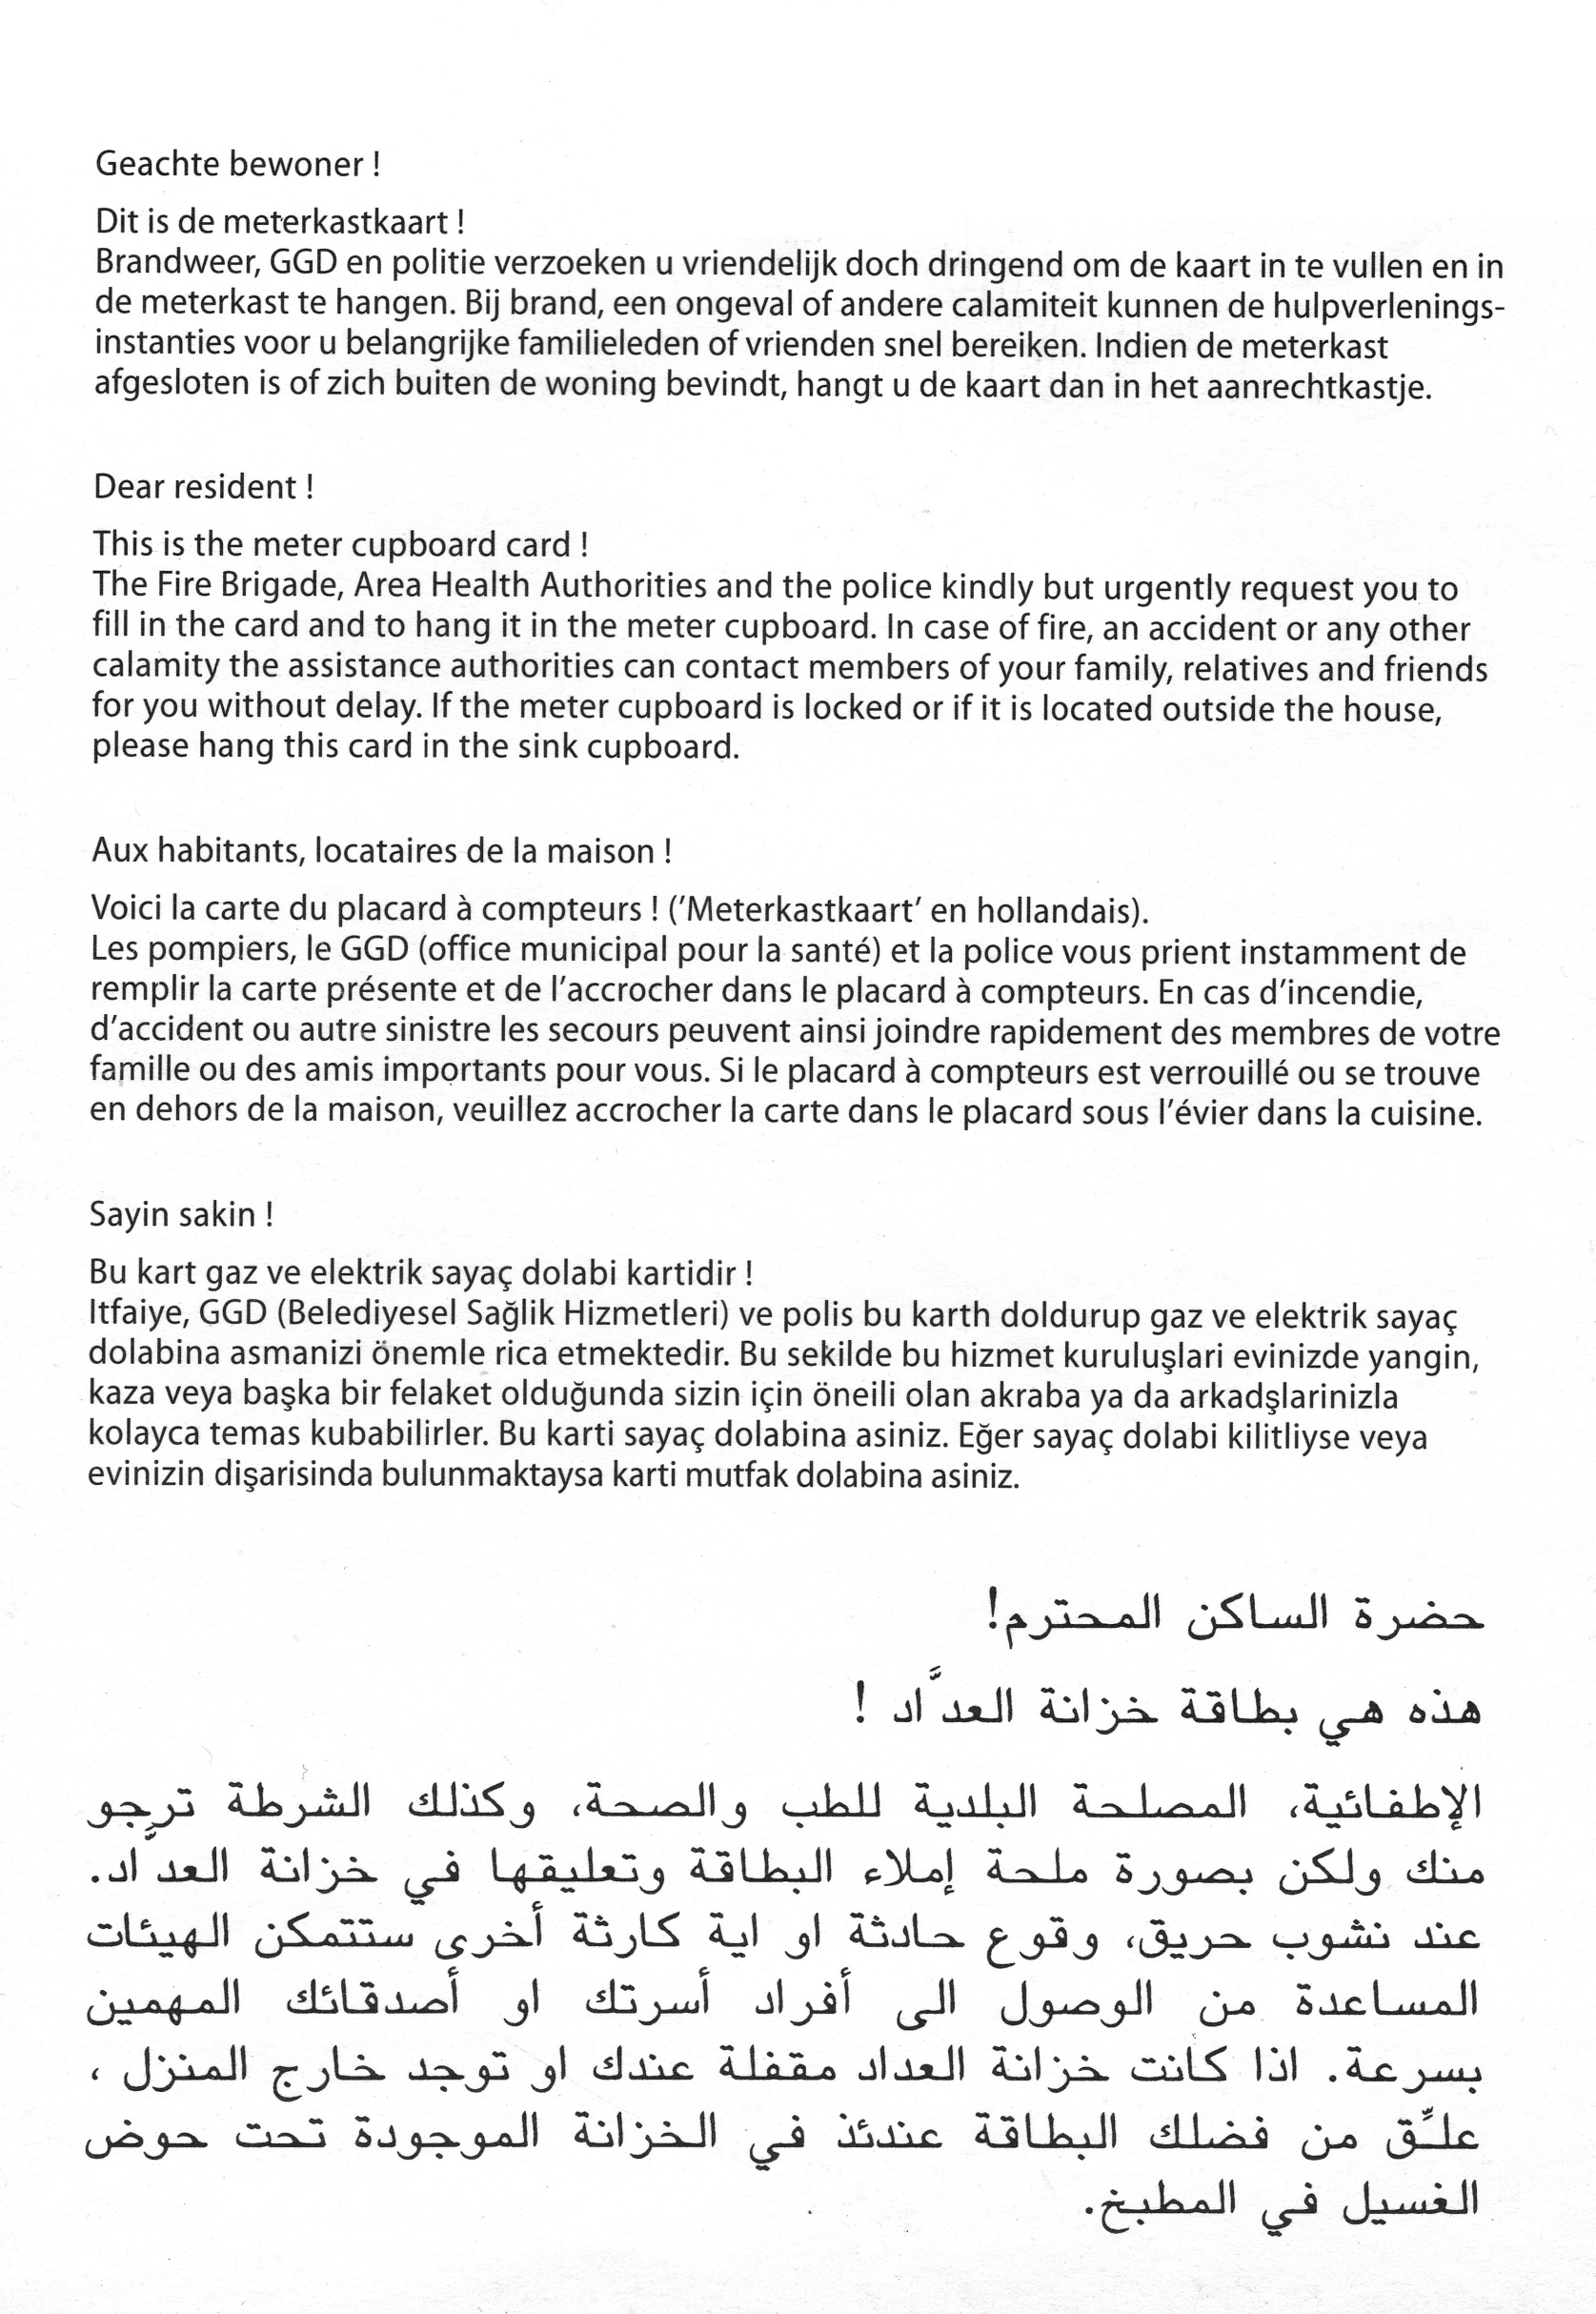 Geachte bewoner !
Dit is de meterkastkaart !
Brandweer, GGD en politie verzoeken u vriendelijk doch dringend om de kaart in te vullen en in
de meterkast te hangen. Bij brand, een ongeval of andere calamiteit kunnen de hulpverlenings-
instanties voor u belangrijke familieleden of vrienden snel bereiken. Indien de meterkast
afgesloten is of zich buiten de woning bevindt, hangt u de kaart dan in het aanrechtkastje.
Dear resident !
This is the meter cupboard card !
The Fire Brigade, Area Health Authorities and the police kindly but urgently request you to
fill in the card and to hang it in the meter cupboard. In case of fire, an accident or any other
calamity the assistance authorities can contact members of your family, relatives and friends
for you without delay. If the meter cupboard is locked or if it is located outside the house,
please hang this card in the sink cupboard.
Aux habitants, locataires de la maison !
Voici la carte du placard à compteurs ! ('Meterkastkaart' en hollandais).
Les pompiers, le GGD (office municipal pour la santé) et la police vous prient instamment de
remplir la carte présente et de l'accrocher dans le placard à compteurs. En cas d'incendie,
d'accident ou autre sinistre les secours peuvent ainsi joindre rapidement des membres de votre
famille ou des amis importants pour vous. Si le placard à compteurs est verrouillé ou se trouve
en dehors de la maison, veuillez accrocher la carte dans le placard sous l'évier dans la cuisine.
Sayin sakin !
Bu kart gaz ve elektrik sayaç dolabi kartidir !
Itfaiye, GGD (Belediyesel Sağlik Hizmetleri) ve polis bu karth doldurup gaz ve elektrik sayaç
dolabina asmanizi önemle rica etmektedir. Bu sekilde bu hizmet kuruluşlari evinizde yangin,
kaza veya başka bir felaket olduğunda sizin için öneili olan akraba ya da arkadşlarinizla
kolayca temas kubabilirler. Bu karti sayaç dolabina asiniz. Eğer sayaç dolabi kilitliyse veya
evinizin dişarisinda bulunmaktaysa karti mutfak dolabina asiniz.
حضرة الساكن المحترم!
هذه هي بطاقة خزانة العدَّاد !
الإطفائية، المصلحة البلدية للطب والصحة، وكذلك الشرطة ترجو
منك ولكن بصورة ملحة إملاء البطاقة وتعليقها في خزانة العدَّاد.
عند نشوب حريق، وقوع حادثة او اية كارثة أخرى ستتمكن الهيئات
المساعدة من الوصول الى أفراد أسرتك او أصدقائك المهمين
بسرعة. اذا كانت خزانة العداد مقفلة عندك او توجد خارج المنزل ،
علِّق من فضلك البطاقة عندئذ في الخزانة الموجودة تحت حوض
الغسيل في المطبخ.